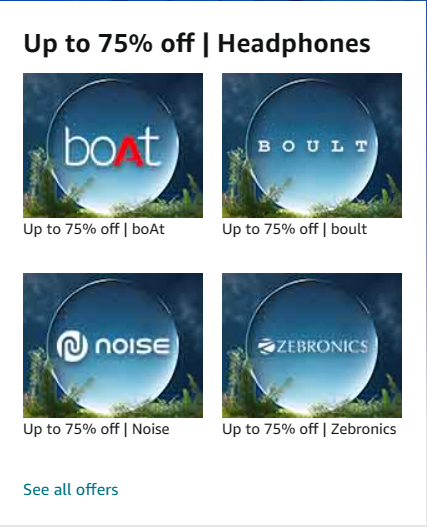 Up to 75% off | Headphones
boAt
BOULT
Up to 75% off | boAt
Up to 75% off | boult
NOISE
ZEBRONICS
Up to 75% off | Noise
Up to 75% off | Zebronics
See all offers